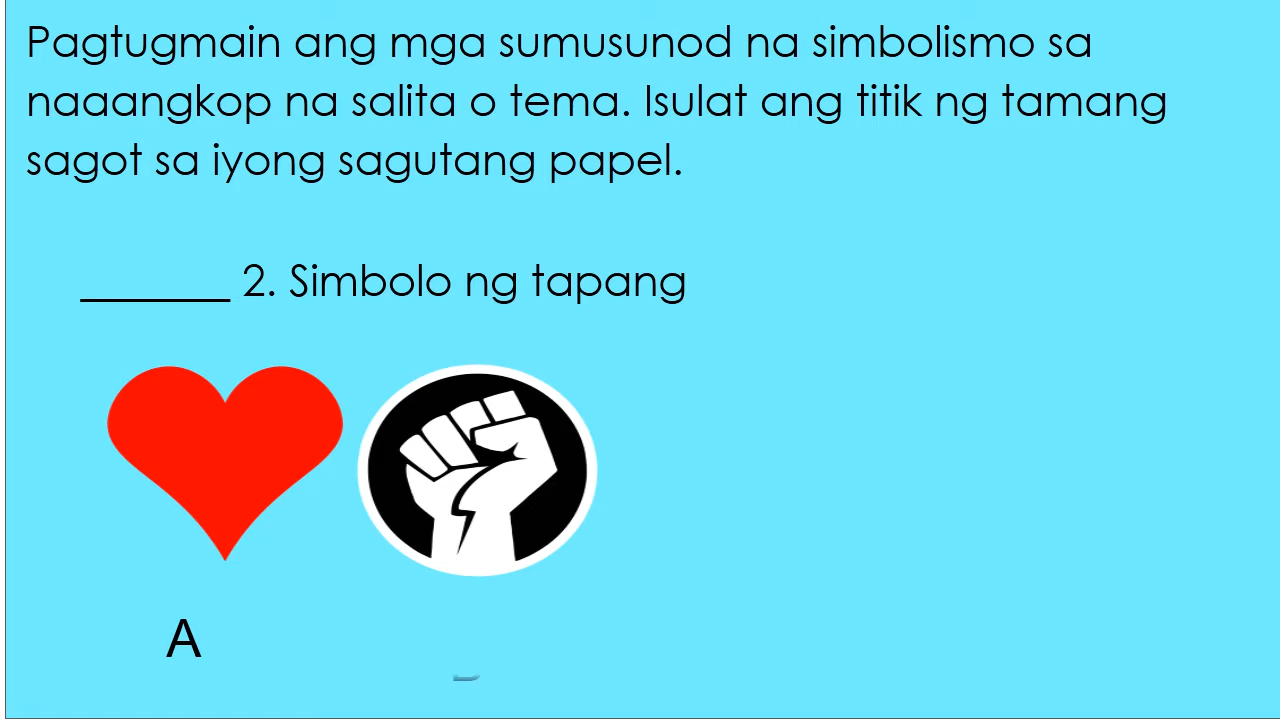 Pagtugmain ang mga sumusunod na simbolismo sa
naaangkop na salita o tema. Isulat ang titik ng tamang
sagot sa iyong sagutang papel.
_______ 2. Simbolo ng tapang
A